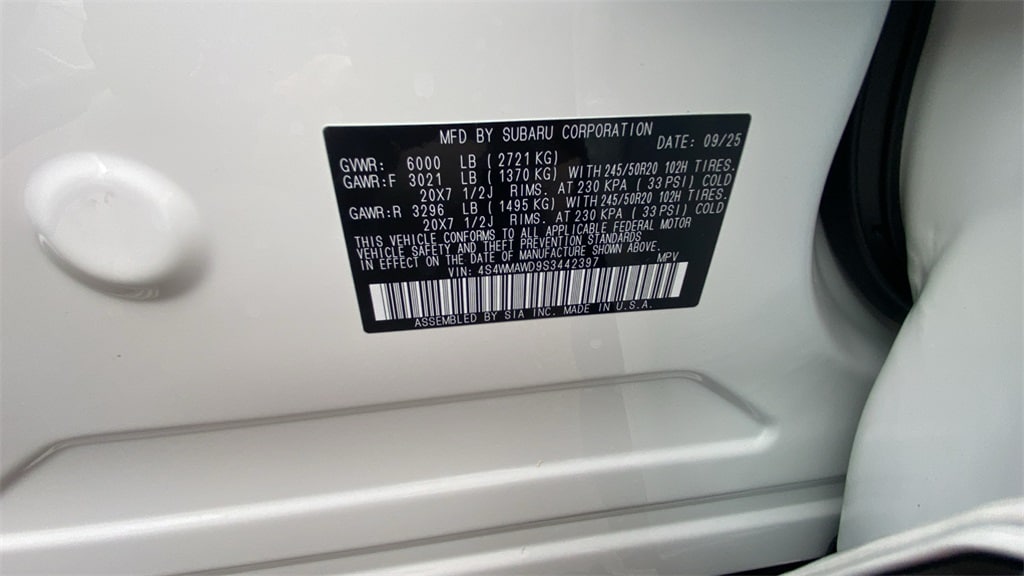 MFD BY SUBARU CORPORATION DATE: 09/25
GVWR: 6000 LB (2721 KG)
GAWR:F 3021 LB (1370 KG) WITH 245/50R20 102H TIRES.
20X7 1/2J RIMS. AT 230 KPA (33 PSI) COLD
GAWR:R 3296 LB (1495 KG) WITH 245/50R20 102H TIRES.
20X7 1/2J RIMS. AT 230 KPA (33 PSI) COLD
THIS VEHICLE CONFORMS TO ALL APPLICABLE FEDERAL MOTOR
VEHICLE SAFETY AND THEFT PREVENTION STANDARDS
IN EFFECT ON THE DATE OF MANUFACTURE SHOWN ABOVE.
VIN: 4S4WMAWD9S3442397 MPV
ASSEMBLED BY SIA INC. MADE IN U.S.A.